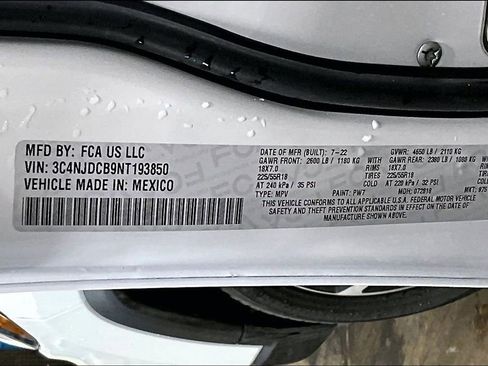 MFD BY: FCA US LLC
VIN: 3C4NJDCB9NT193850
VEHICLE MADE IN: MEXICO
DATE OF MFR (BUILT): 7-22 GVWR: 4650 LB / 2110 KG
GAWR FRONT: 2600 LB / 1180 KG GAWR REAR: 2380 LB / 1088 KG
18X7.0 RIMS 18X7.0
225/55R18 TIRES 225/55R18
AT 240 kPa / 35 PSI COLD AT 220 kPa / 32 PSI
TYPE: MPV PAINT: PW7 MDH: 072818 MKT:
THIS VEHICLE CONFORMS TO ALL APPLICABLE U.S.A. FEDERAL MOTOR VEHICLE
SAFETY AND THEFT PREVENTION STANDARDS IN EFFECT ON THE DATE OF
MANUFACTURE SHOWN ABOVE.